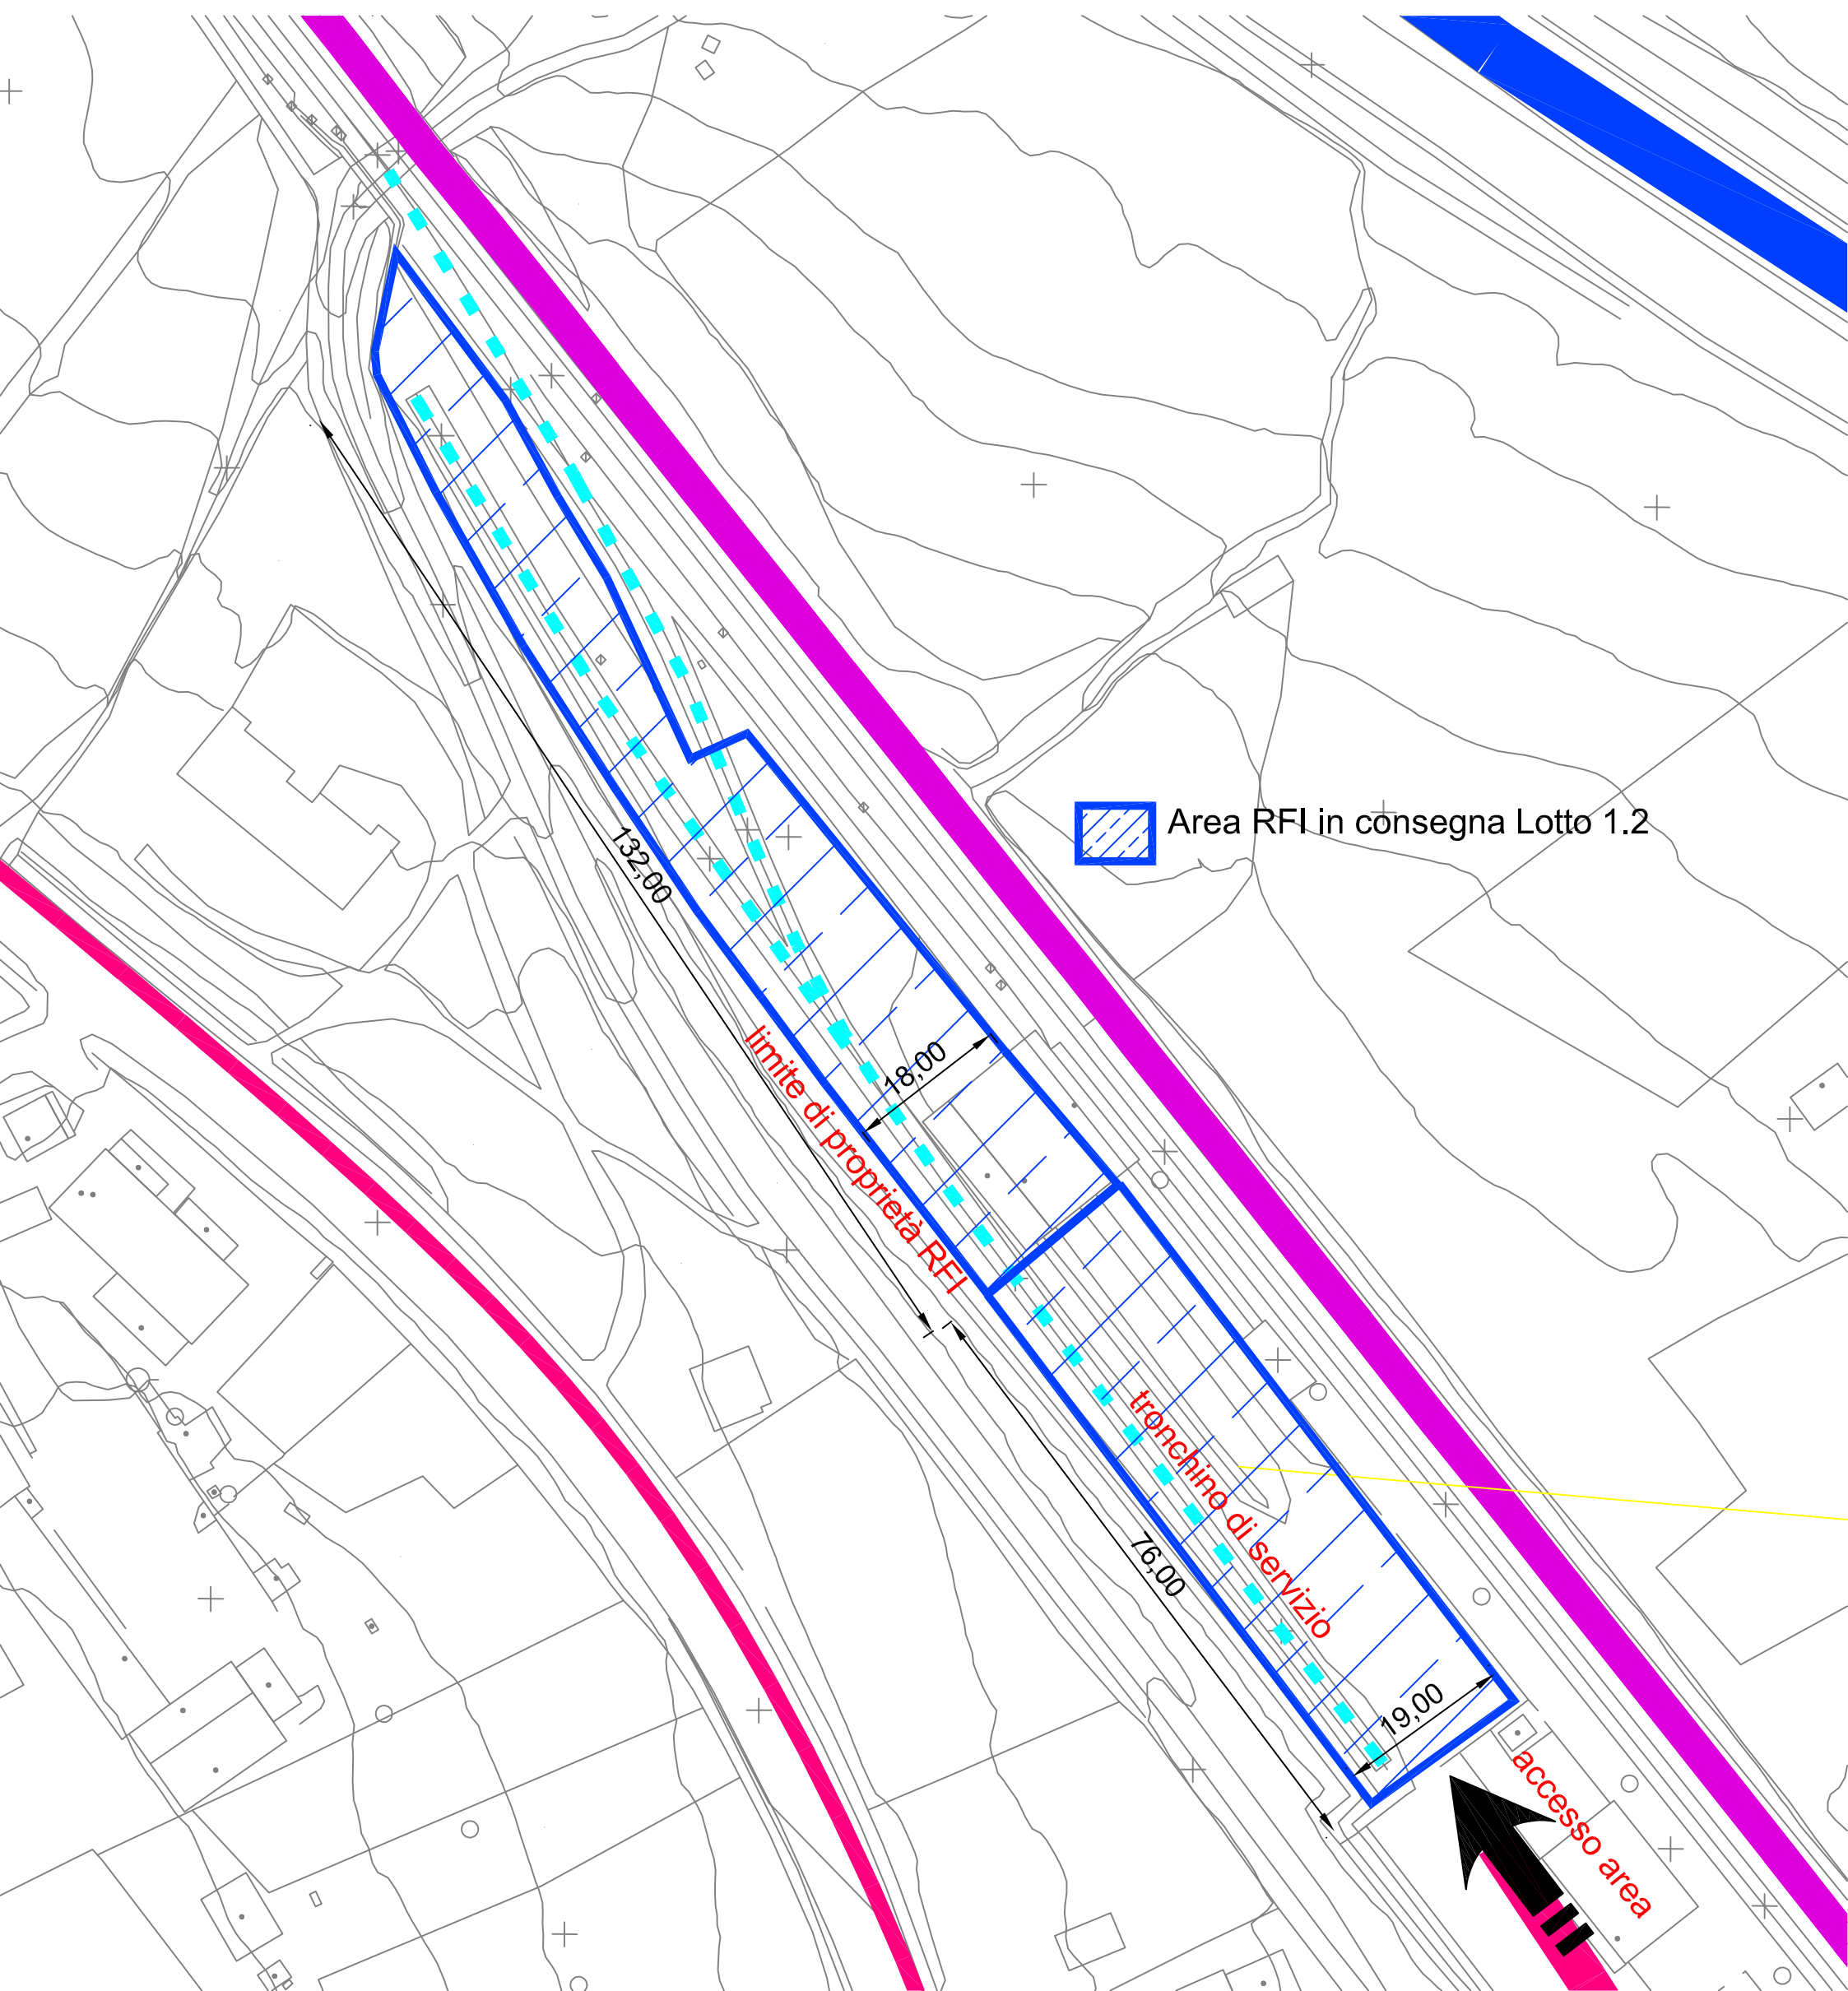 Area RFI in consegna Lotto 1.2
132,00
limite di proprietà RFI
18,00
tronchino di servizio
76,00
19,00
accesso area